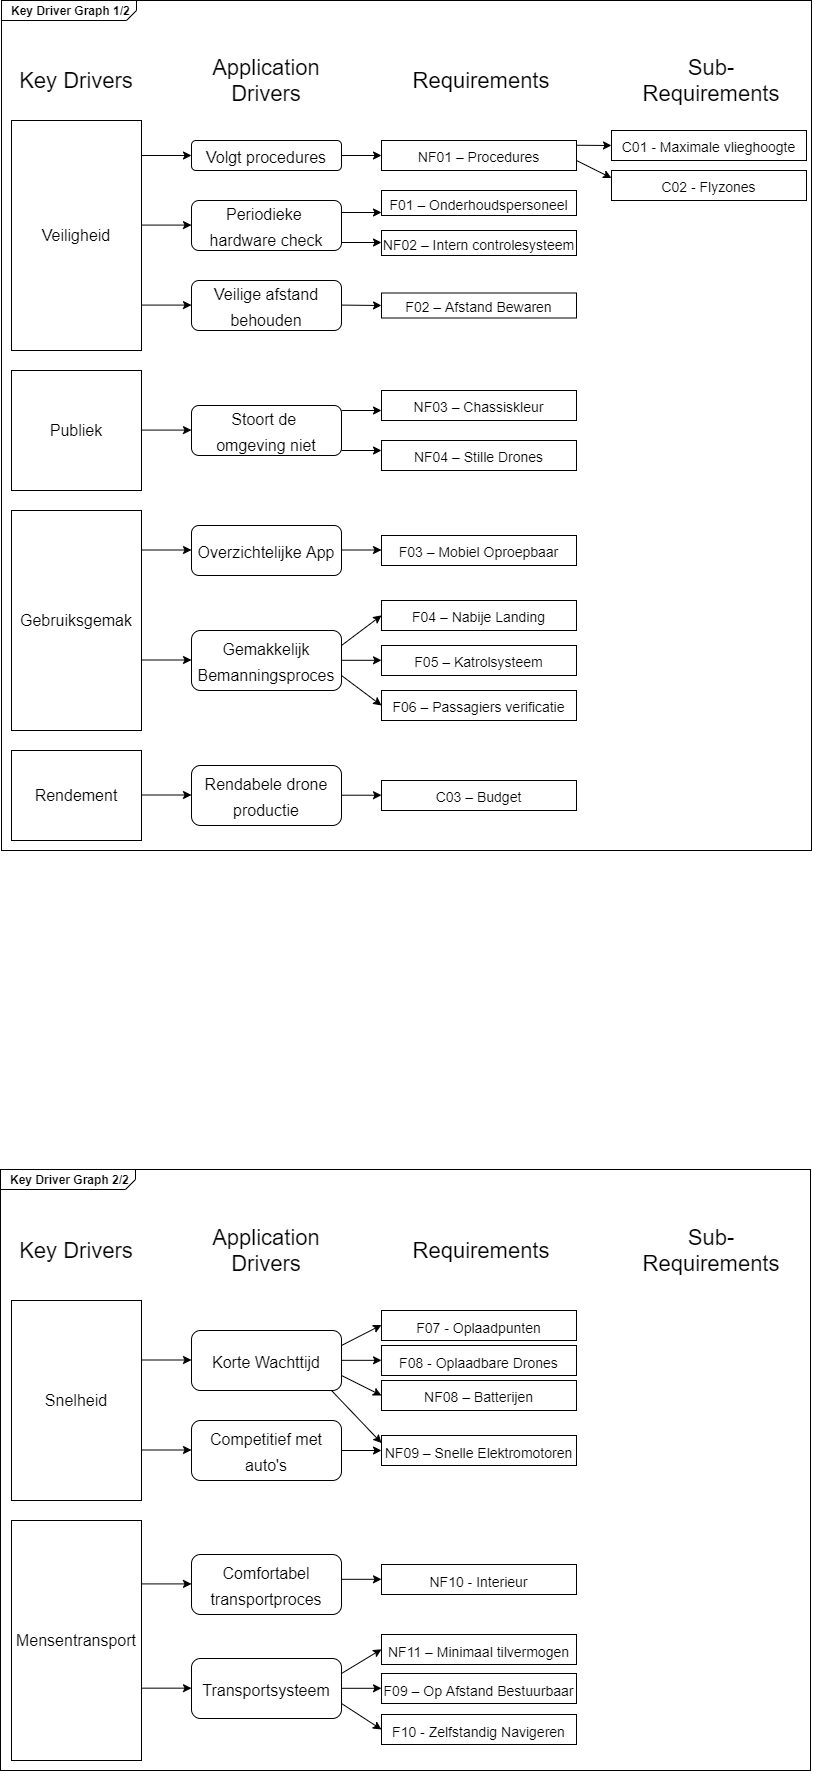 Key Driver Graph 1/2
Key Drivers
Application
Drivers
Requirements
Sub-
Requirements
Veiligheid
Volgt procedures
NF01 – Procedures
C01 - Maximale vlieghoogte
C02 - Flyzones
Periodieke
hardware check
F01 – Onderhoudspersoneel
NF02 – Intern controlesysteem
Veilige afstand
behouden
F02 – Afstand Bewaren
Publiek
Stoort de
omgeving niet
NF03 – Chassiskleur
NF04 – Stille Drones
Gebruiksgemak
Overzichtelijke App
F03 – Mobiel Oproepbaar
Gemakkelijk
Bemanningsproces
F04 – Nabije Landing
F05 – Katrolsysteem
F06 – Passagiers verificatie
Rendement
Rendabele drone
productie
C03 – Budget
Key Driver Graph 2/2
Key Drivers
Application
Drivers
Requirements
Sub-
Requirements
Snelheid
Korte Wachttijd
F07 - Oplaadpunten
F08 - Oplaadbare Drones
NF08 – Batterijen
Competitief met
auto's
NF09 – Snelle Elektromotoren
Mensentransport
Comfortabel
transportproces
NF10 - Interieur
Transportsysteem
NF11 – Minimaal tilvermogen
F09 – Op Afstand Bestuurbaar
F10 - Zelfstandig Navigeren